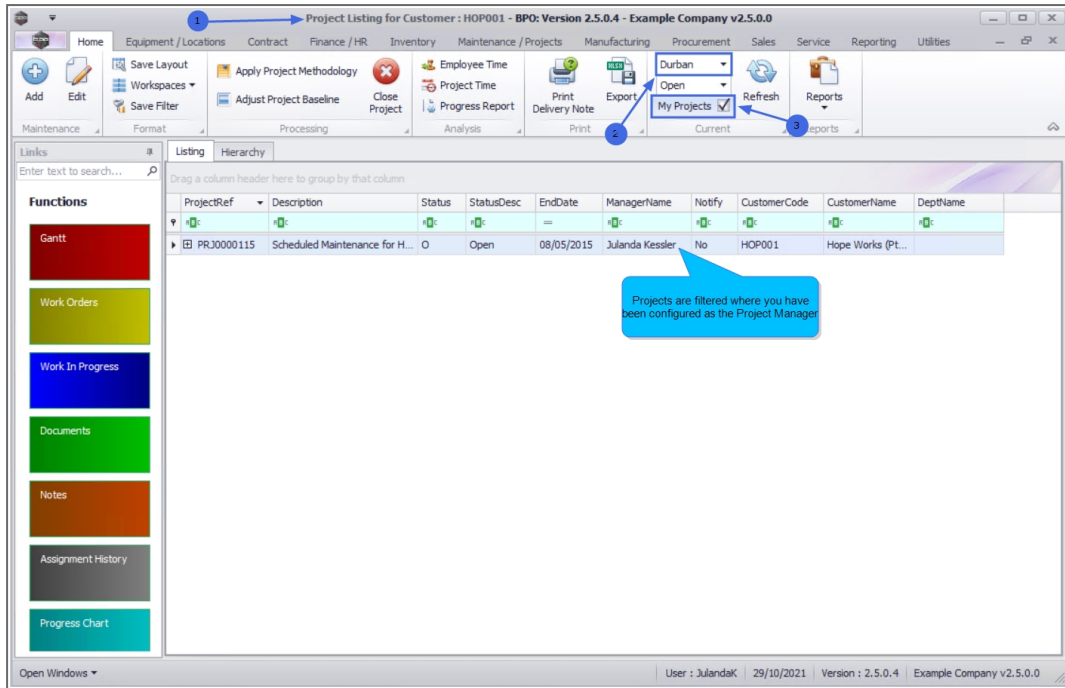 1
Project Listing for Customer : HOP001 - BPO: Version 2.5.0.4 - Example Company v2.5.0.0
Home Equipment / Locations Contract Finance / HR Inventory Maintenance / Projects Manufacturing Procurement Sales Service Reporting Utilities
Add
Edit
Maintenance
Save Layout
Workspaces
Save Filter
Format
Apply Project Methodology
Adjust Project Baseline
Close
Project
Processing
Employee Time
Project Time
Progress Report
Analysis
Print
Delivery Note
Export
Print
2
Durban
Open
My Projects
Refresh
Current
3
Reports
Reports
Links
Enter text to search...
Functions
Gantt
Work Orders
Work In Progress
Documents
Notes
Assignment History
Progress Chart
Listing Hierarchy
Drag a column header here to group by that column
ProjectRef Description Status StatusDesc EndDate ManagerName Notify CustomerCode CustomerName DeptName
=
PRJ0000115 Scheduled Maintenance for H... O Open 08/05/2015 Julanda Kessler No HOP001 Hope Works (Pt...
Projects are filtered where you have
been configured as the Project Manager
Open Windows
User : JulandaK 29/10/2021 Version : 2.5.0.4 Example Company v2.5.0.0